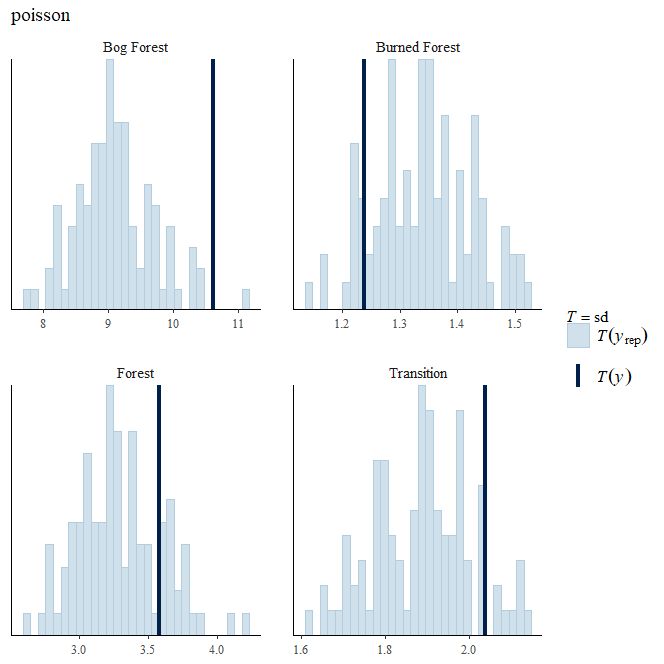 poisson
Bog Forest
Burned Forest
8 9 10 11
1.2 1.3 1.4 1.5
T = sd
T(yrep)
T(y)
Forest
Transition
3.0 3.5 4.0
1.6 1.8 2.0